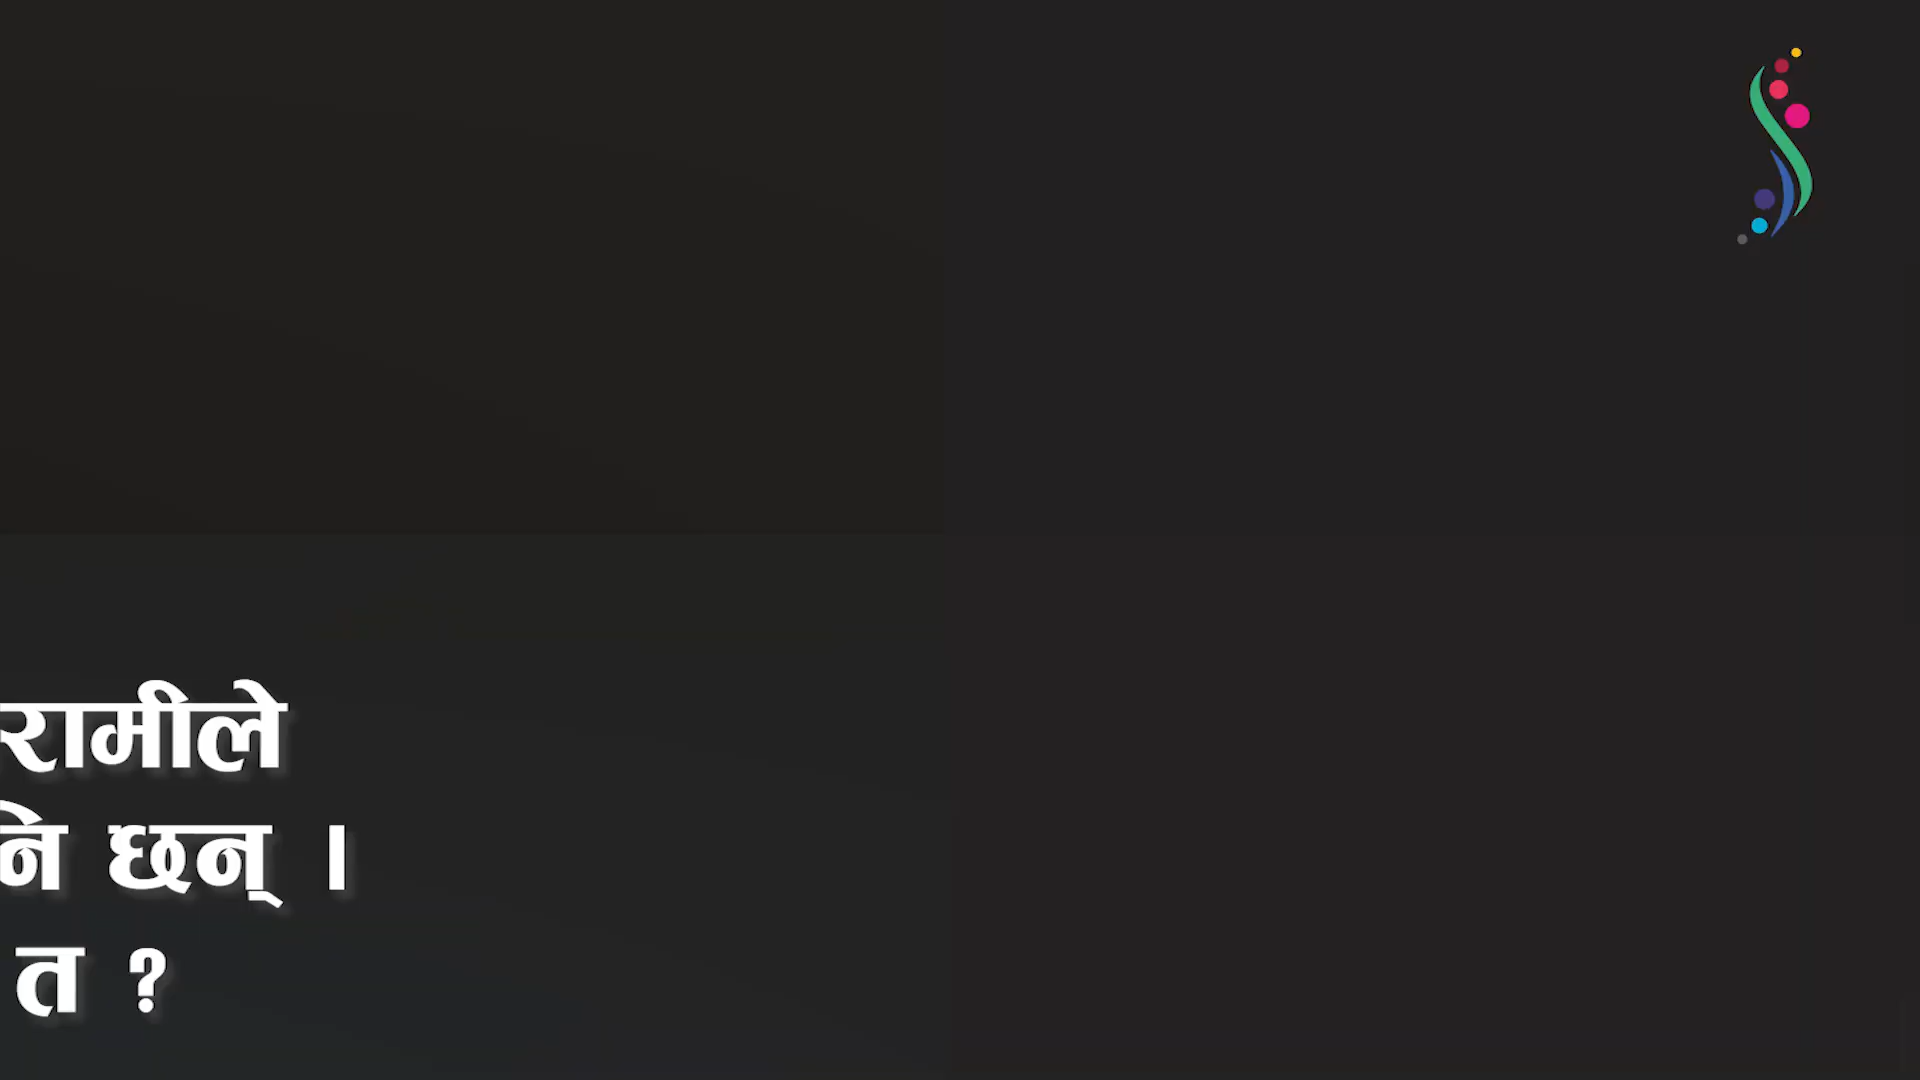 रामीले
नि छन् ।
त ?